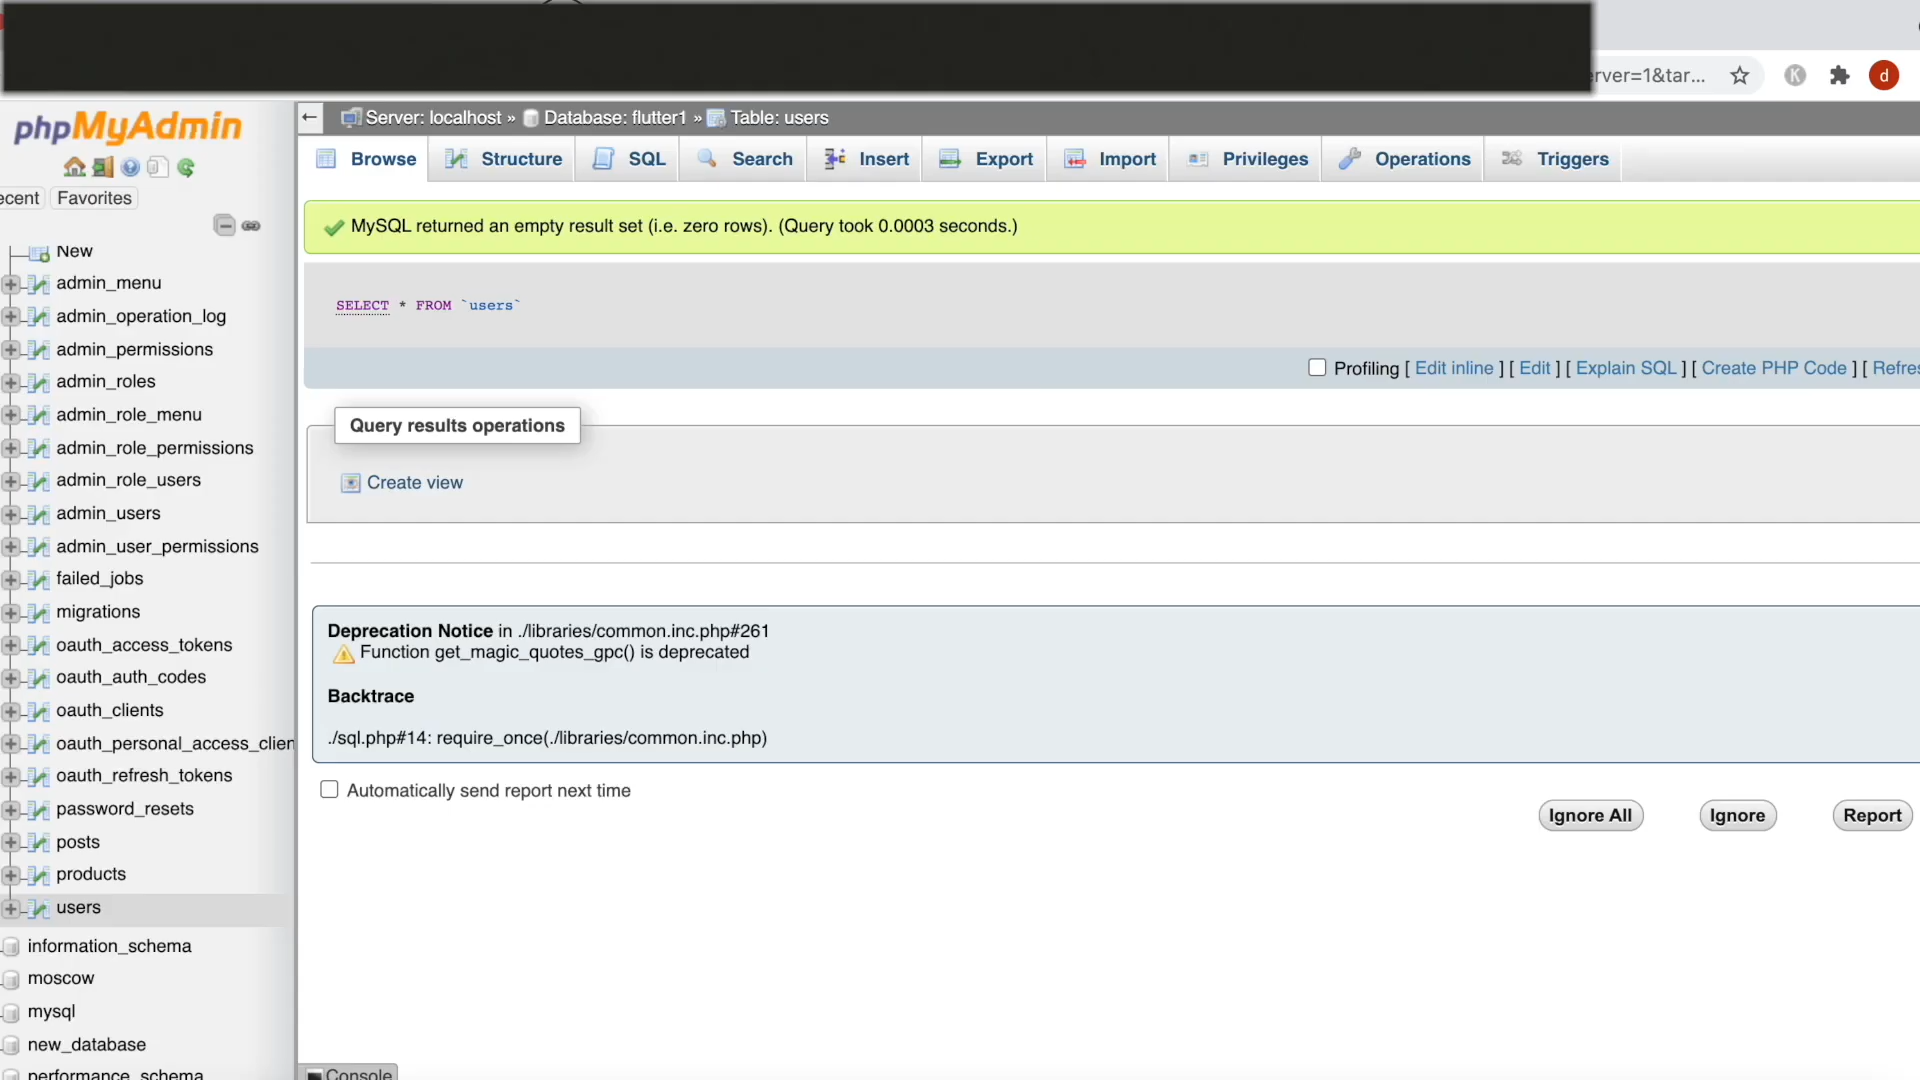 erver=1&tar...
K
d
phpMyAdmin
ecent
Favorites
New
admin_menu
admin_operation_log
admin_permissions
admin_roles
admin_role_menu
admin_role_permissions
admin_role_users
admin_users
admin_user_permissions
failed_jobs
migrations
oauth_access_tokens
oauth_auth_codes
oauth_clients
oauth_personal_access_clien
oauth_refresh_tokens
password_resets
posts
products
users
information_schema
moscow
mysql
new_database
performance_schema
Server: localhost » Database: flutter1 » Table: users
Browse Structure SQL Search Insert Export Import Privileges Operations Triggers
MySQL returned an empty result set (i.e. zero rows). (Query took 0.0003 seconds.)
SELECT * FROM `users`
Profiling [ Edit inline ] [ Edit ] [ Explain SQL ] [ Create PHP Code ] [ Refres
Query results operations
Create view
Deprecation Notice in ./libraries/common.inc.php#261
Function get_magic_quotes_gpc() is deprecated
Backtrace
./sql.php#14: require_once(./libraries/common.inc.php)
Automatically send report next time
Ignore All Ignore Report
Console